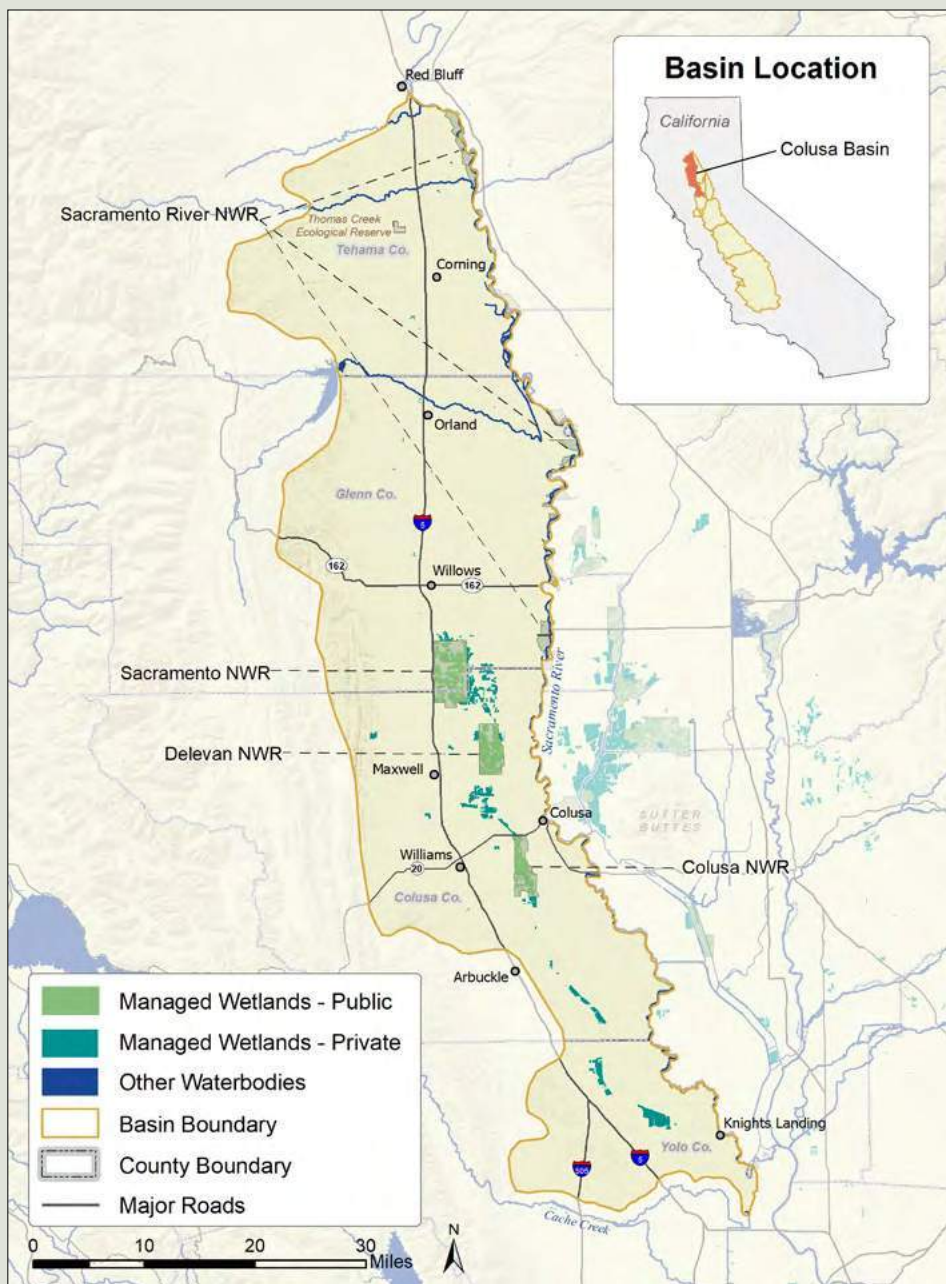 Red Bluff
Basin Location
California
Colusa Basin
Sacramento River NWR
Thomas Creek
Ecological Reserve
Tehama Co.
Corning
Orland
Glenn Co.
5
162
Willows
162
Sacramento NWR
Sacramento River
Delevan NWR
Maxwell
Colusa
SUTTER
BUTTES
Williams
20
Colusa NWR
Colusa Co.
Arbuckle
Managed Wetlands - Public
Managed Wetlands - Private
Other Waterbodies
Basin Boundary
County Boundary
Major Roads
Knights Landing
Yolo Co.
5
505
Cache Creek
N
0 10 20 30
Miles